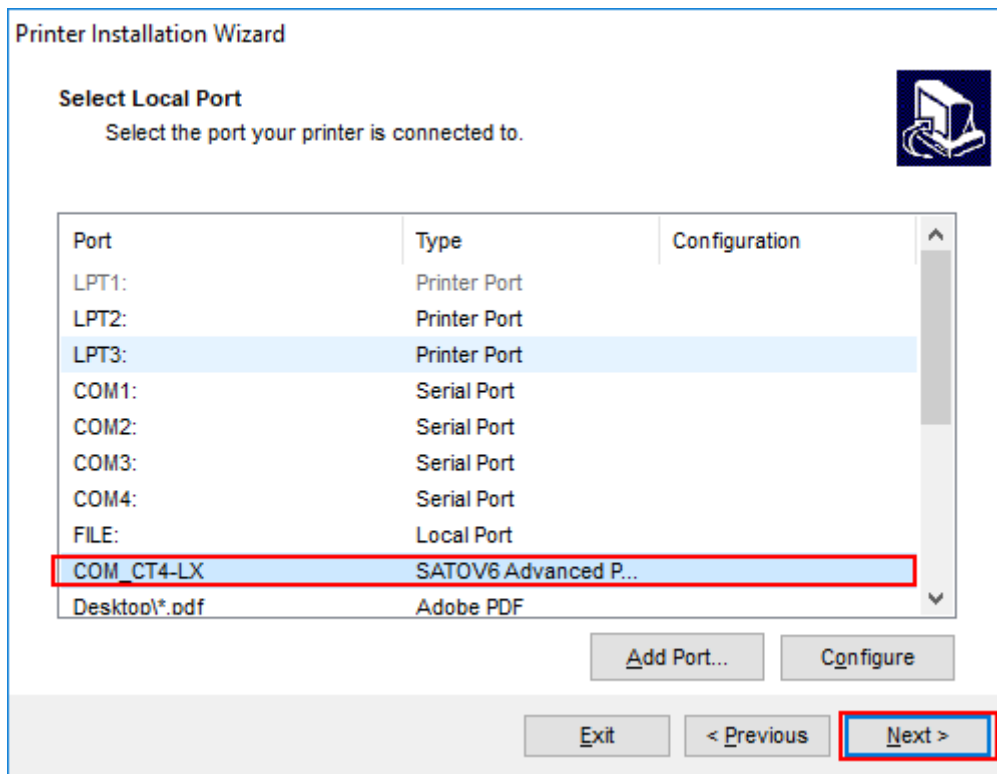 Printer Installation Wizard
Select Local Port
Select the port your printer is connected to.
Port Type Configuration
LPT1: Printer Port
LPT2: Printer Port
LPT3: Printer Port
COM1: Serial Port
COM2: Serial Port
COM3: Serial Port
COM4: Serial Port
FILE: Local Port
COM_CT4-LX SATOV6 Advanced P...
Desktop\*.pdf Adobe PDF
Add Port... Configure
Exit < Previous Next >